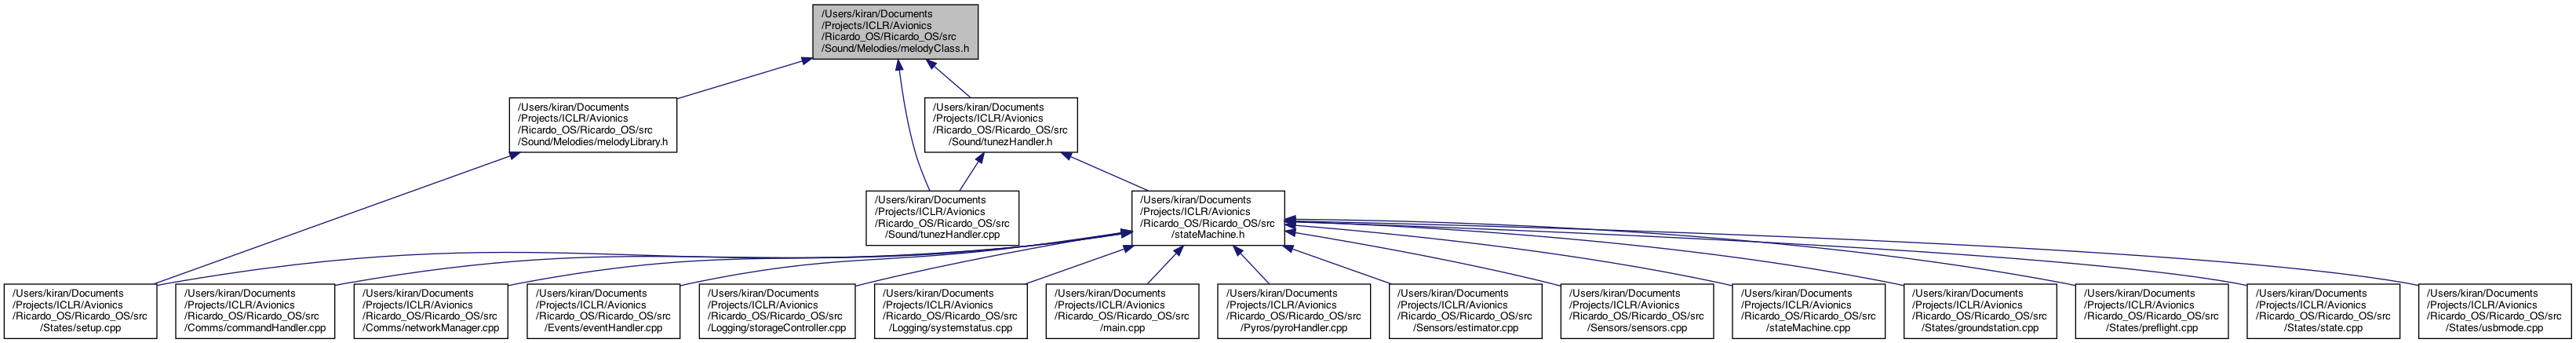 /Users/kiran/Documents
/Projects/ICLR/Avionics
/Ricardo_OS/Ricardo_OS/src
/Sound/Melodies/melodyClass.h
/Users/kiran/Documents
/Projects/ICLR/Avionics
/Ricardo_OS/Ricardo_OS/src
/Sound/Melodies/melodyLibrary.h
/Users/kiran/Documents
/Projects/ICLR/Avionics
/Ricardo_OS/Ricardo_OS/src
/Sound/tunezHandler.h
/Users/kiran/Documents
/Projects/ICLR/Avionics
/Ricardo_OS/Ricardo_OS/src
/Sound/tunezHandler.cpp
/Users/kiran/Documents
/Projects/ICLR/Avionics
/Ricardo_OS/Ricardo_OS/src
/stateMachine.h
/Users/kiran/Documents
/Projects/ICLR/Avionics
/Ricardo_OS/Ricardo_OS/src
/States/setup.cpp
/Users/kiran/Documents
/Projects/ICLR/Avionics
/Ricardo_OS/Ricardo_OS/src
/Comms/commandHandler.cpp
/Users/kiran/Documents
/Projects/ICLR/Avionics
/Ricardo_OS/Ricardo_OS/src
/Comms/networkManager.cpp
/Users/kiran/Documents
/Projects/ICLR/Avionics
/Ricardo_OS/Ricardo_OS/src
/Events/eventHandler.cpp
/Users/kiran/Documents
/Projects/ICLR/Avionics
/Ricardo_OS/Ricardo_OS/src
/Logging/storageController.cpp
/Users/kiran/Documents
/Projects/ICLR/Avionics
/Ricardo_OS/Ricardo_OS/src
/Logging/systemstatus.cpp
/Users/kiran/Documents
/Projects/ICLR/Avionics
/Ricardo_OS/Ricardo_OS/src
/main.cpp
/Users/kiran/Documents
/Projects/ICLR/Avionics
/Ricardo_OS/Ricardo_OS/src
/Pyros/pyroHandler.cpp
/Users/kiran/Documents
/Projects/ICLR/Avionics
/Ricardo_OS/Ricardo_OS/src
/Sensors/estimator.cpp
/Users/kiran/Documents
/Projects/ICLR/Avionics
/Ricardo_OS/Ricardo_OS/src
/Sensors/sensors.cpp
/Users/kiran/Documents
/Projects/ICLR/Avionics
/Ricardo_OS/Ricardo_OS/src
/stateMachine.cpp
/Users/kiran/Documents
/Projects/ICLR/Avionics
/Ricardo_OS/Ricardo_OS/src
/States/groundstation.cpp
/Users/kiran/Documents
/Projects/ICLR/Avionics
/Ricardo_OS/Ricardo_OS/src
/States/preflight.cpp
/Users/kiran/Documents
/Projects/ICLR/Avionics
/Ricardo_OS/Ricardo_OS/src
/States/state.cpp
/Users/kiran/Documents
/Projects/ICLR/Avionics
/Ricardo_OS/Ricardo_OS/src
/States/usbmode.cpp